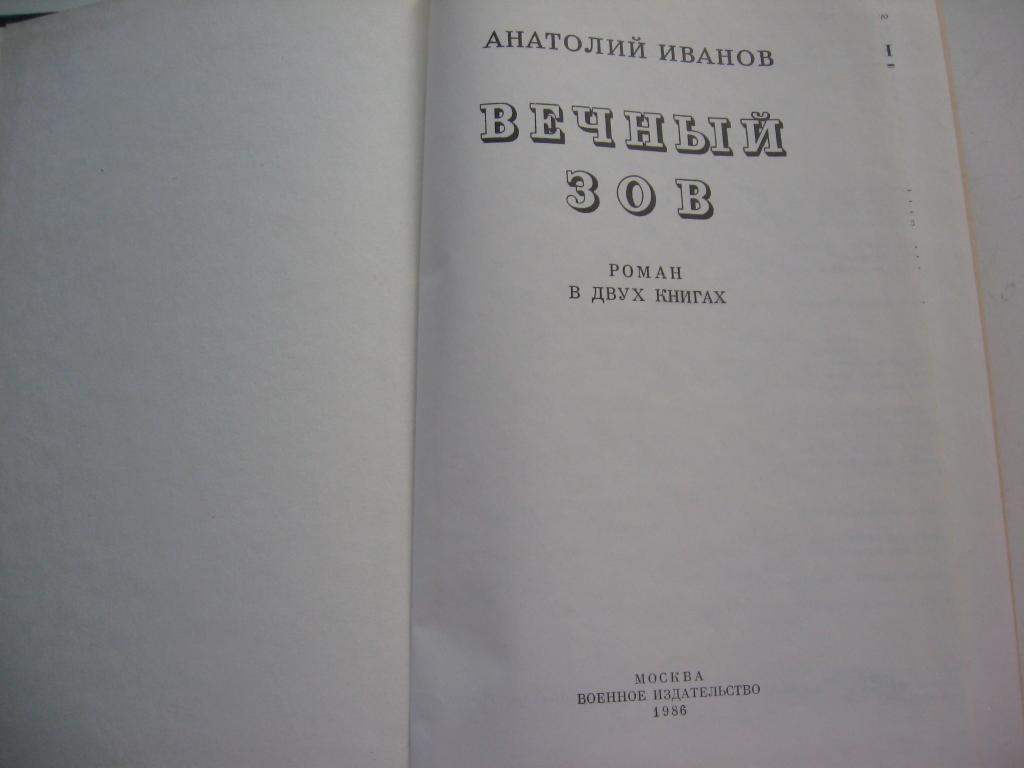 АНАТОЛИЙ ИВАНОВ
ВЕЧНЫЙ
ЗОВ
РОМАН
В ДВУХ КНИГАХ
МОСКВА
ВОЕННОЕ ИЗДАТЕЛЬСТВО
1986